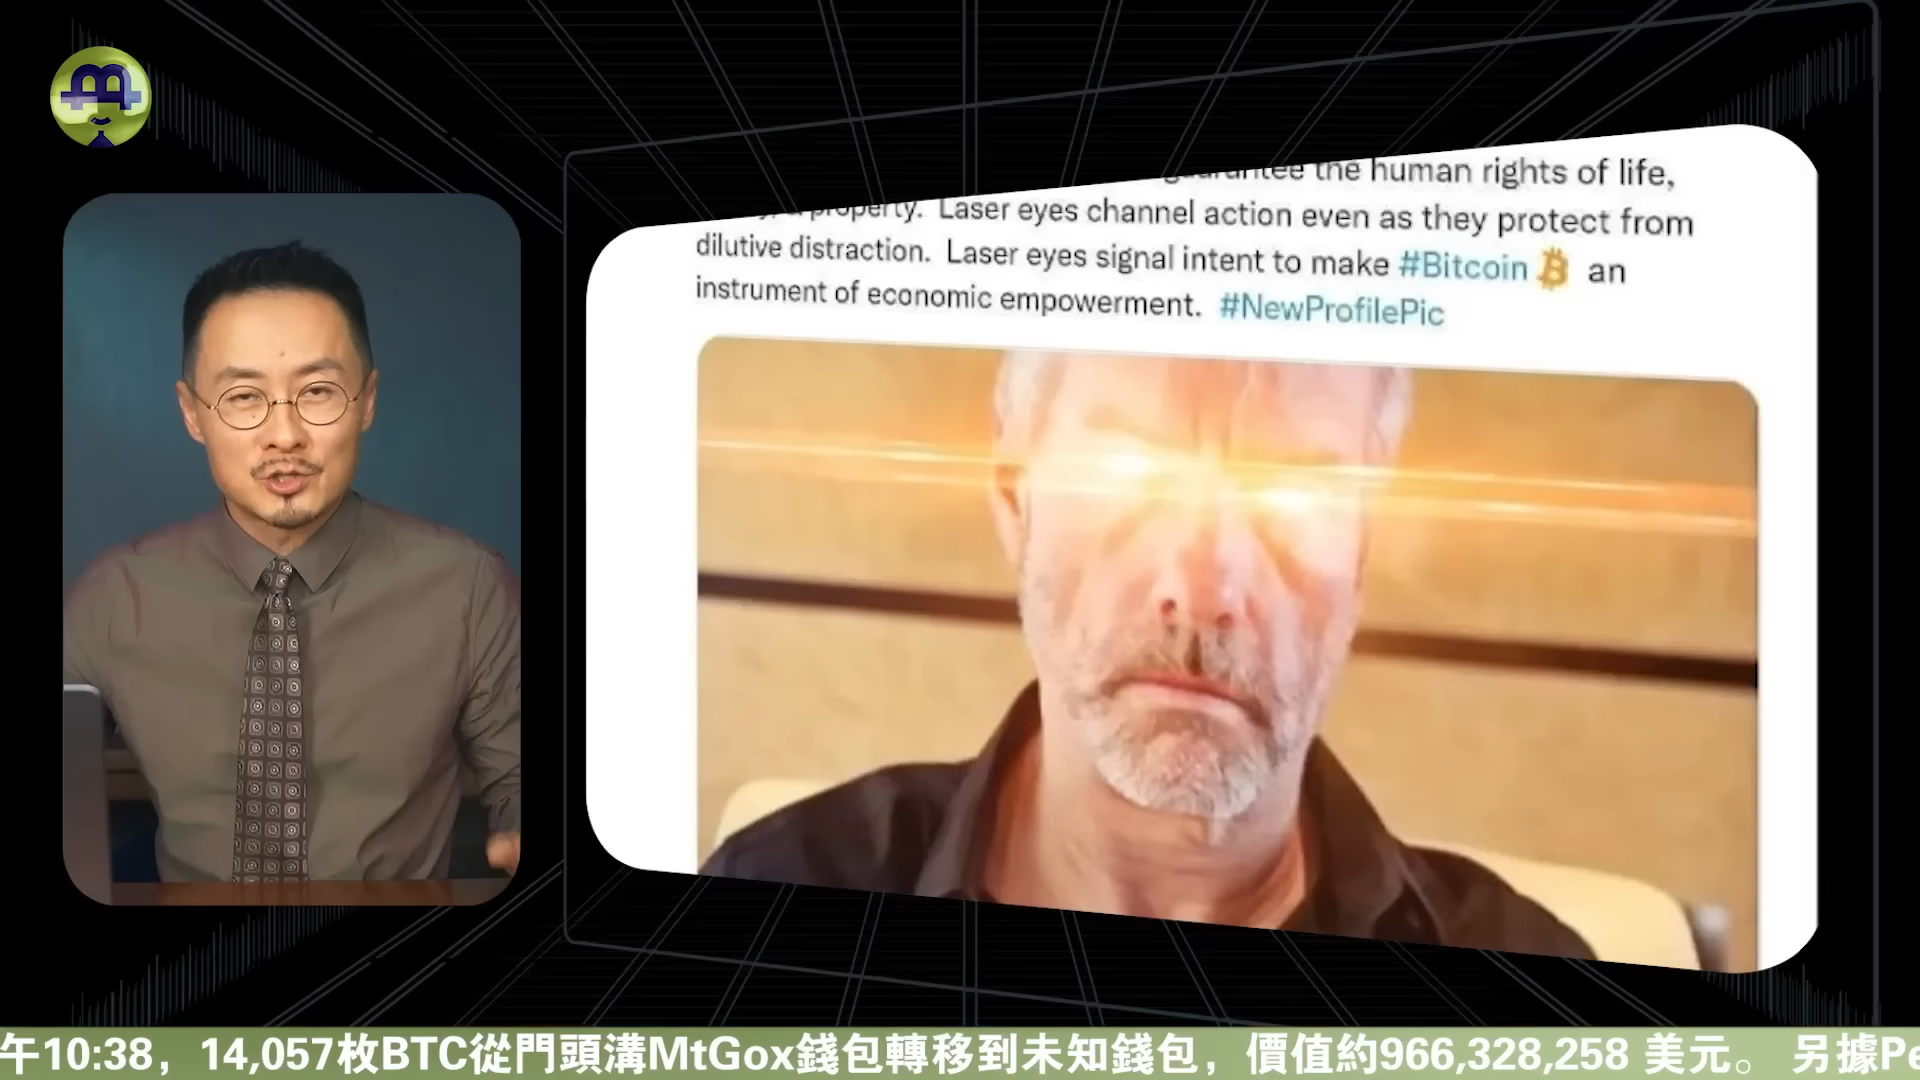 the human rights of life,
property. Laser eyes channel action even as they protect from
dilutive distraction. Laser eyes signal intent to make #Bitcoin an
instrument of economic empowerment. #NewProfilePic
午10:38，14,057枚BTC從門頭溝MtGox錢包轉移到未知錢包，價值約966,328,258 美元。 另據Pe